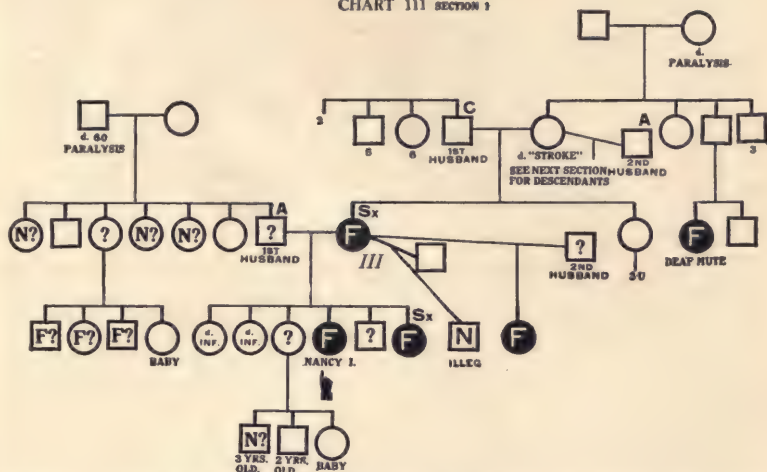 CHART III SECTION 1
d.
PARALYSIS
d. 60
PARALYSIS
3
5
6
C
1ST
HUSBAND
d. "STROKE"
A
2ND
HUSBAND
3
SEE NEXT SECTION
FOR DESCENDANTS
N?
?
N?
N?
A
?
1ST
HUSBAND
Sx
F
III
?
2ND
HUSBAND
F
DEAF MUTE
F?
F?
F?
BABY
d.
INF.
d.
INF.
?
F
NANCY I.
?
Sx
F
N
ILLEG
F
N?
3 YRS.
OLD.
2 YRS.
OLD.
BABY